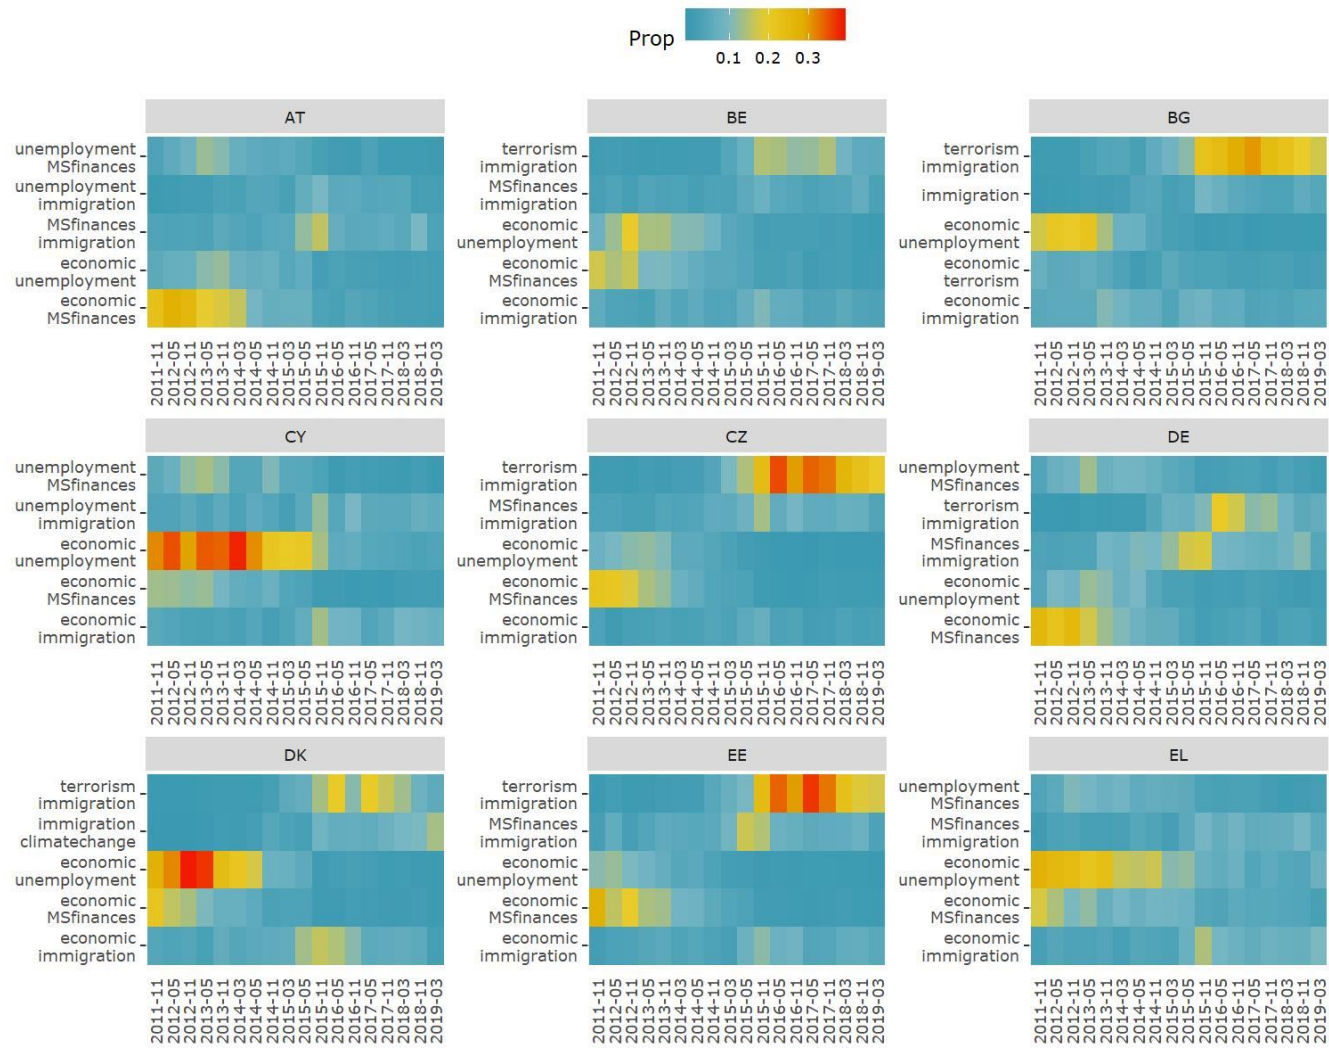 Prop
0.1 0.2 0.3
AT
unemployment
MSfinances
unemployment
immigration
MSfinances
immigration
economic
unemployment
economic
MSfinances
2011-11
2012-05
2012-11
2013-05
2013-11
2014-03
2014-05
2014-11
2015-03
2015-05
2015-11
2016-05
2016-11
2017-05
2017-11
2018-03
2018-11
2019-03
BE
terrorism
immigration
MSfinances
immigration
economic
unemployment
economic
MSfinances
economic
immigration
2011-11
2012-05
2012-11
2013-05
2013-11
2014-03
2014-05
2014-11
2015-03
2015-05
2015-11
2016-05
2016-11
2017-05
2017-11
2018-03
2018-11
2019-03
BG
terrorism
immigration
immigration
economic
unemployment
economic
terrorism
economic
immigration
2011-11
2012-05
2012-11
2013-05
2013-11
2014-03
2014-05
2014-11
2015-03
2015-05
2015-11
2016-05
2016-11
2017-05
2017-11
2018-03
2018-11
2019-03
CY
unemployment
MSfinances
unemployment
immigration
economic
unemployment
economic
MSfinances
economic
immigration
2011-11
2012-05
2012-11
2013-05
2013-11
2014-03
2014-05
2014-11
2015-03
2015-05
2015-11
2016-05
2016-11
2017-05
2017-11
2018-03
2018-11
2019-03
CZ
terrorism
immigration
MSfinances
immigration
economic
unemployment
economic
MSfinances
economic
immigration
2011-11
2012-05
2012-11
2013-05
2013-11
2014-03
2014-05
2014-11
2015-03
2015-05
2015-11
2016-05
2016-11
2017-05
2017-11
2018-03
2018-11
2019-03
DE
unemployment
MSfinances
terrorism
immigration
MSfinances
immigration
economic
unemployment
economic
MSfinances
2011-11
2012-05
2012-11
2013-05
2013-11
2014-03
2014-05
2014-11
2015-03
2015-05
2015-11
2016-05
2016-11
2017-05
2017-11
2018-03
2018-11
2019-03
DK
terrorism
immigration
immigration
climatechange
economic
unemployment
economic
MSfinances
economic
immigration
2011-11
2012-05
2012-11
2013-05
2013-11
2014-03
2014-05
2014-11
2015-03
2015-05
2015-11
2016-05
2016-11
2017-05
2017-11
2018-03
2018-11
2019-03
EE
terrorism
immigration
MSfinances
immigration
economic
unemployment
economic
MSfinances
economic
immigration
2011-11
2012-05
2012-11
2013-05
2013-11
2014-03
2014-05
2014-11
2015-03
2015-05
2015-11
2016-05
2016-11
2017-05
2017-11
2018-03
2018-11
2019-03
EL
unemployment
MSfinances
MSfinances
immigration
economic
unemployment
economic
MSfinances
economic
immigration
2011-11
2012-05
2012-11
2013-05
2013-11
2014-03
2014-05
2014-11
2015-03
2015-05
2015-11
2016-05
2016-11
2017-05
2017-11
2018-03
2018-11
2019-03